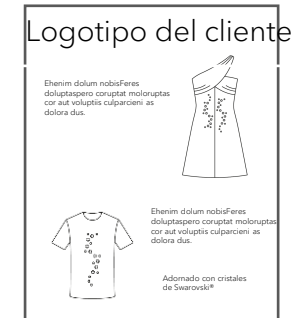 Logotipo del cliente
Ehenim dolum nobisFeres
doluptaspero coruptat moloruptas
cor aut voluptiis culparcieni as
dolora dus.
Ehenim dolum nobisFeres
doluptaspero coruptat moloruptas
cor aut voluptiis culparcieni as
dolora dus.
Adornado con cristales
de Swarovski®